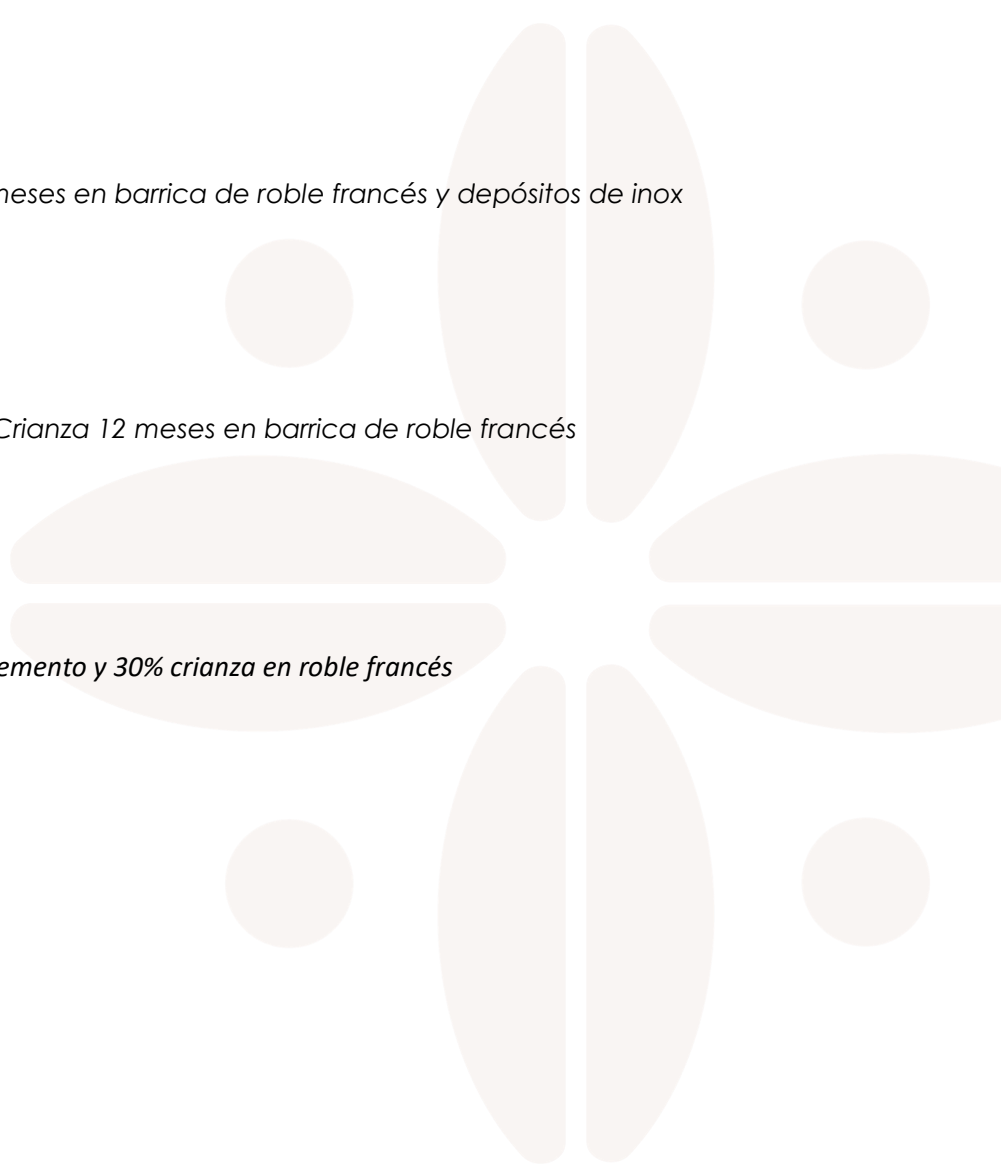 meses en barrica de roble francés y depósitos de inox
Crianza 12 meses en barrica de roble francés
y 30% crianza en roble francés